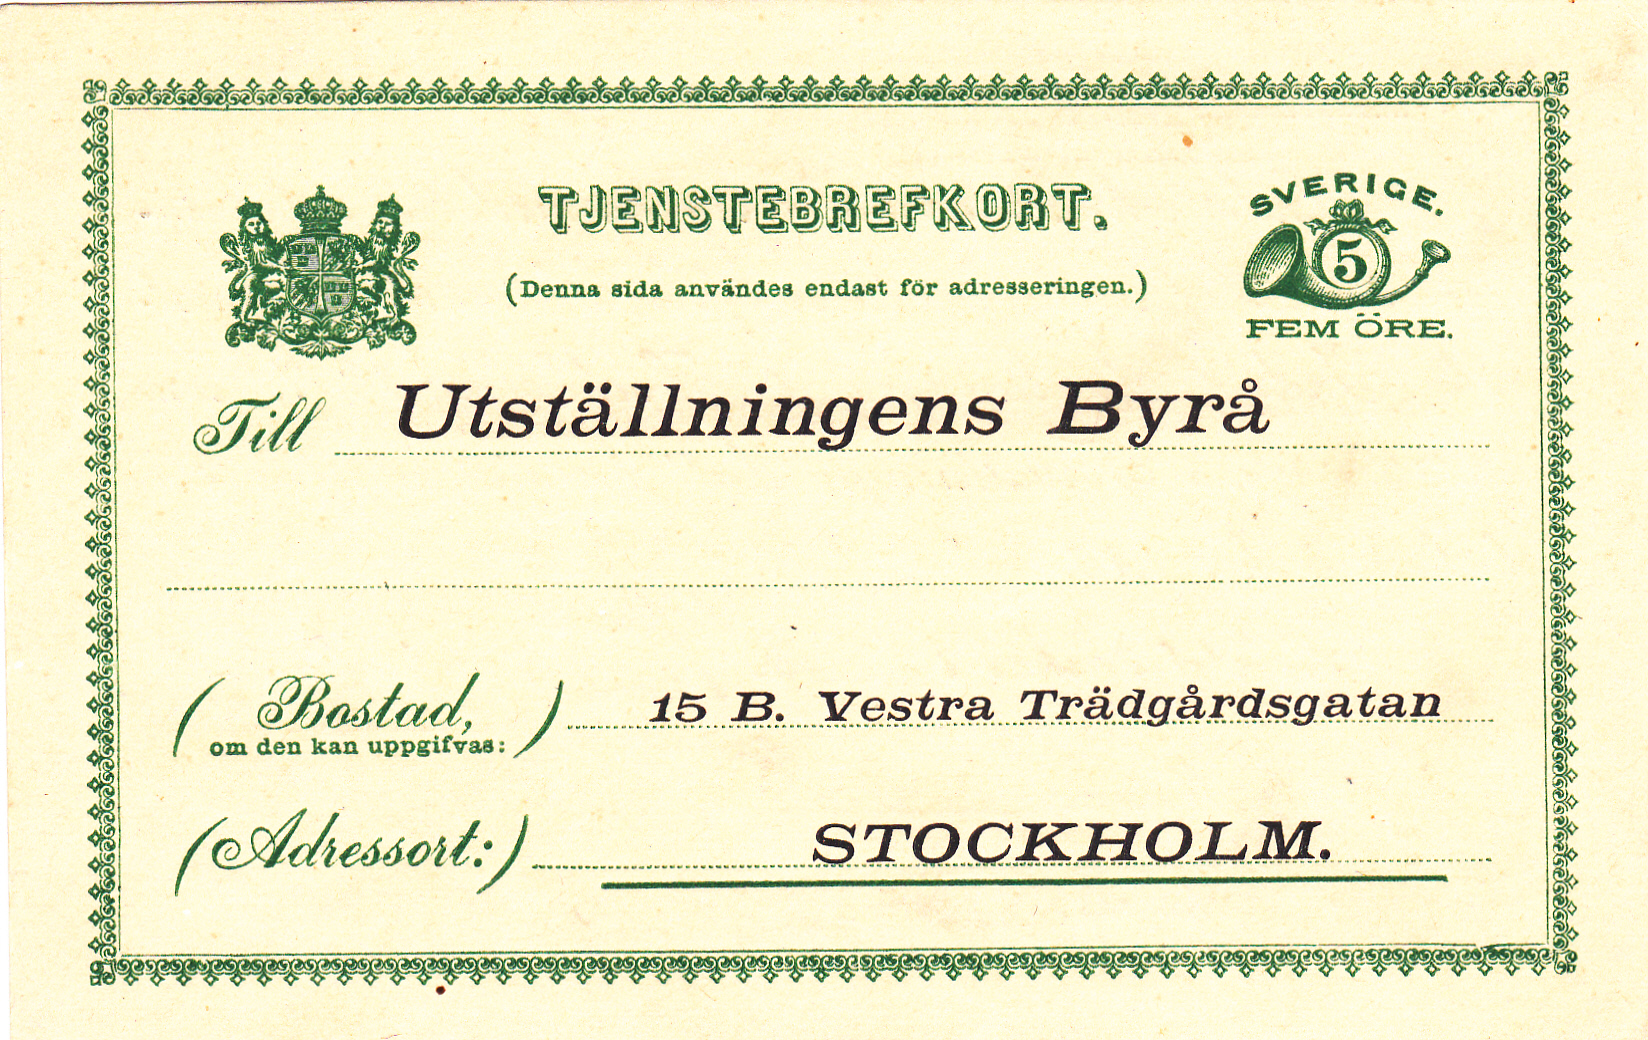 TJENSTEBREFKORT.
(Denna sida användes endast för adresseringen.)
SVERIGE.
5
FEM ÖRE.
Till Utställningens Byrå
(Bostad, om den kan uppgifvas:) 15 B. Vestra Trädgårdsgatan
(Adressort:) STOCKHOLM.